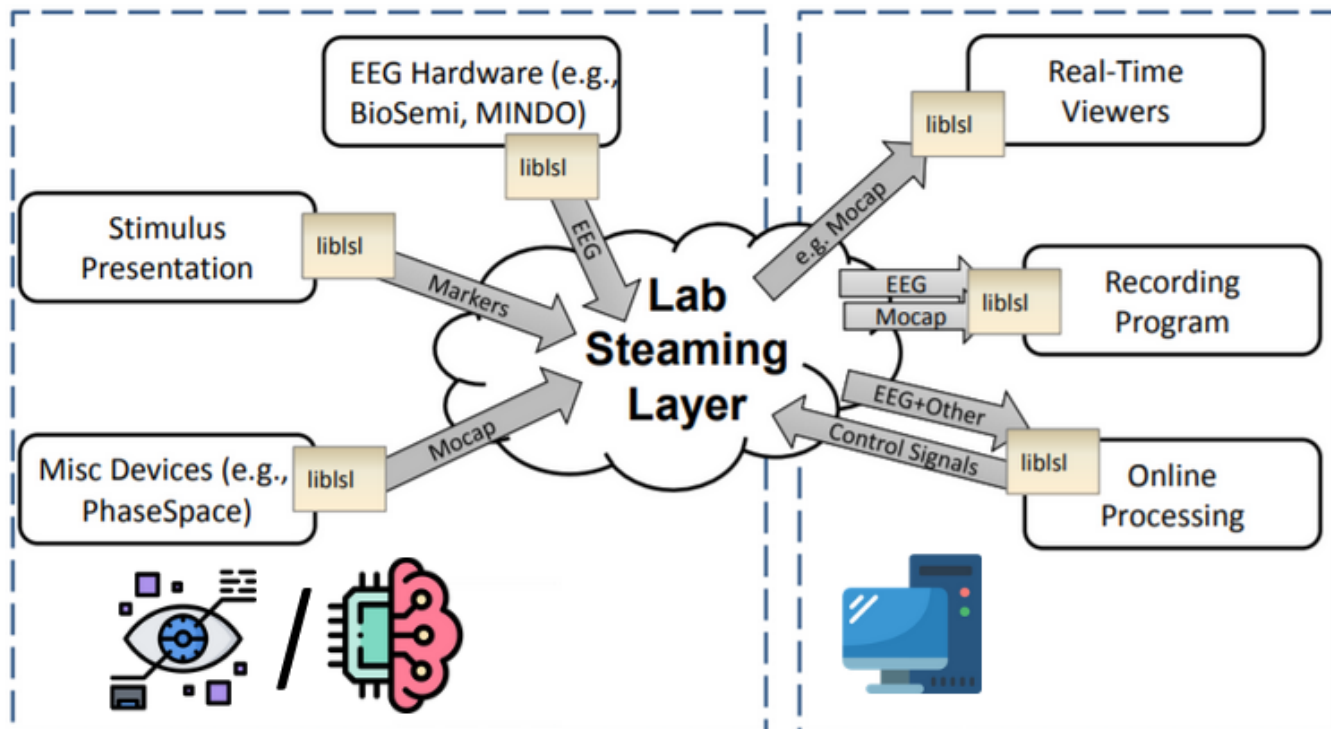 EEG Hardware (e.g.,
BioSemi, MINDO)
liblsl
EEG
Stimulus
Presentation
liblsl
Markers
Misc Devices (e.g.,
PhaseSpace)
liblsl
Mocap
Lab
Steaming
Layer
Real-Time
Viewers
liblsl
e.g. Mocap
Recording
Program
liblsl
EEG
Mocap
Online
Processing
liblsl
EEG+Other
Control Signals
/